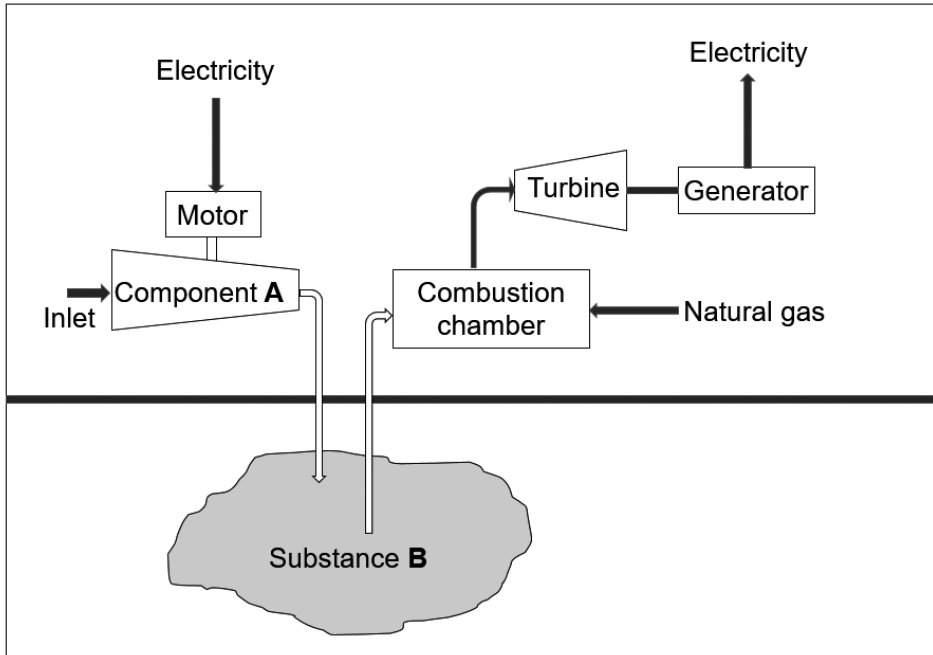 Electricity
Motor
Inlet
Component A
Electricity
Turbine
Generator
Combustion
chamber
Natural gas
Substance B